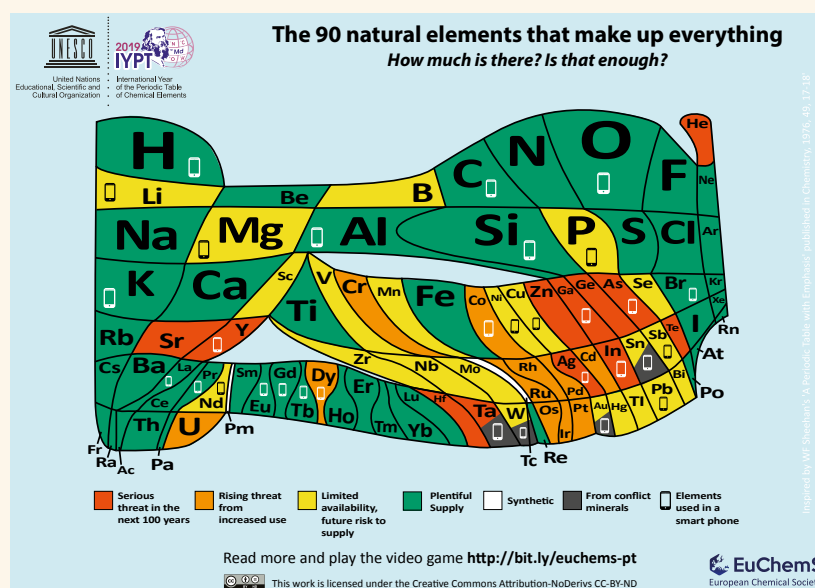 The 90 natural elements that make up everything
How much is there? Is that enough?
UNESCO
2019
IYPT
Md
United Nations
Educational, Scientific and
Cultural Organization
International Year
of the Periodic Table
of Chemical Elements
H
He
Li
Be
B
C
N
O
F
Ne
Na
Mg
Al
Si
P
S
Cl
Ar
K
Ca
Sc
Ti
V
Cr
Mn
Fe
Co
Ni
Cu
Zn
Ga
Ge
As
Se
Br
Kr
Rb
Sr
Y
Zr
Nb
Mo
Tc
Ru
Rh
Pd
Ag
Cd
In
Sn
Sb
Te
I
Xe
Cs
Ba
La
Ce
Pr
Nd
Pm
Sm
Eu
Gd
Tb
Dy
Ho
Er
Tm
Yb
Lu
Hf
Ta
W
Re
Os
Ir
Pt
Au
Hg
Tl
Pb
Bi
Po
At
Rn
Fr
Ra
Ac
Th
Pa
U
Inspired by WF Sheehan's 'A Periodic Table with Emphasis' published in Chemistry, 1976, 49, 17-18'
Serious
threat in the
next 100 years
Rising threat
from
increased use
Limited
availability,
future risk to
supply
Plentiful
Supply
Synthetic
From conflict
minerals
Elements
used in a
smart phone
Read more and play the video game http://bit.ly/euchems-pt
EuChemS
European Chemical Socie
This work is licensed under the Creative Commons Attribution-NoDerivs CC-BY-ND